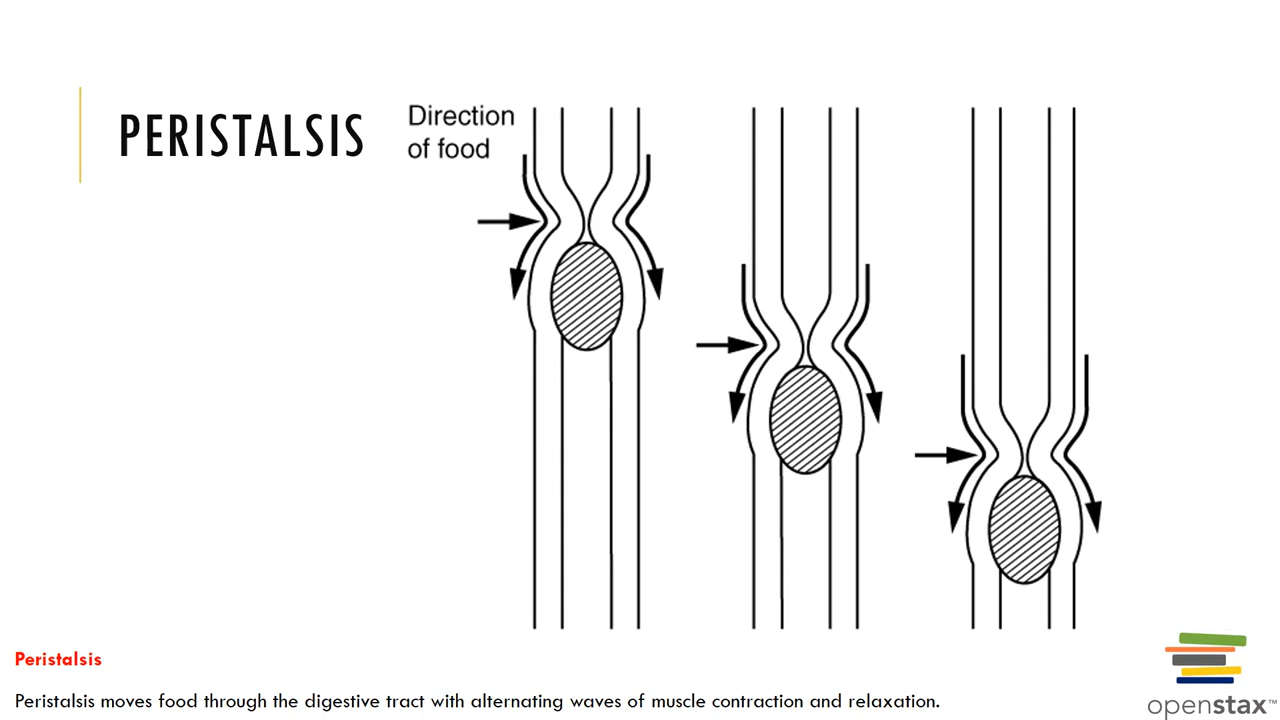 PERISTALSIS
Direction
of food
Peristalsis
Peristalsis moves food through the digestive tract with alternating waves of muscle contraction and relaxation.
openstax™